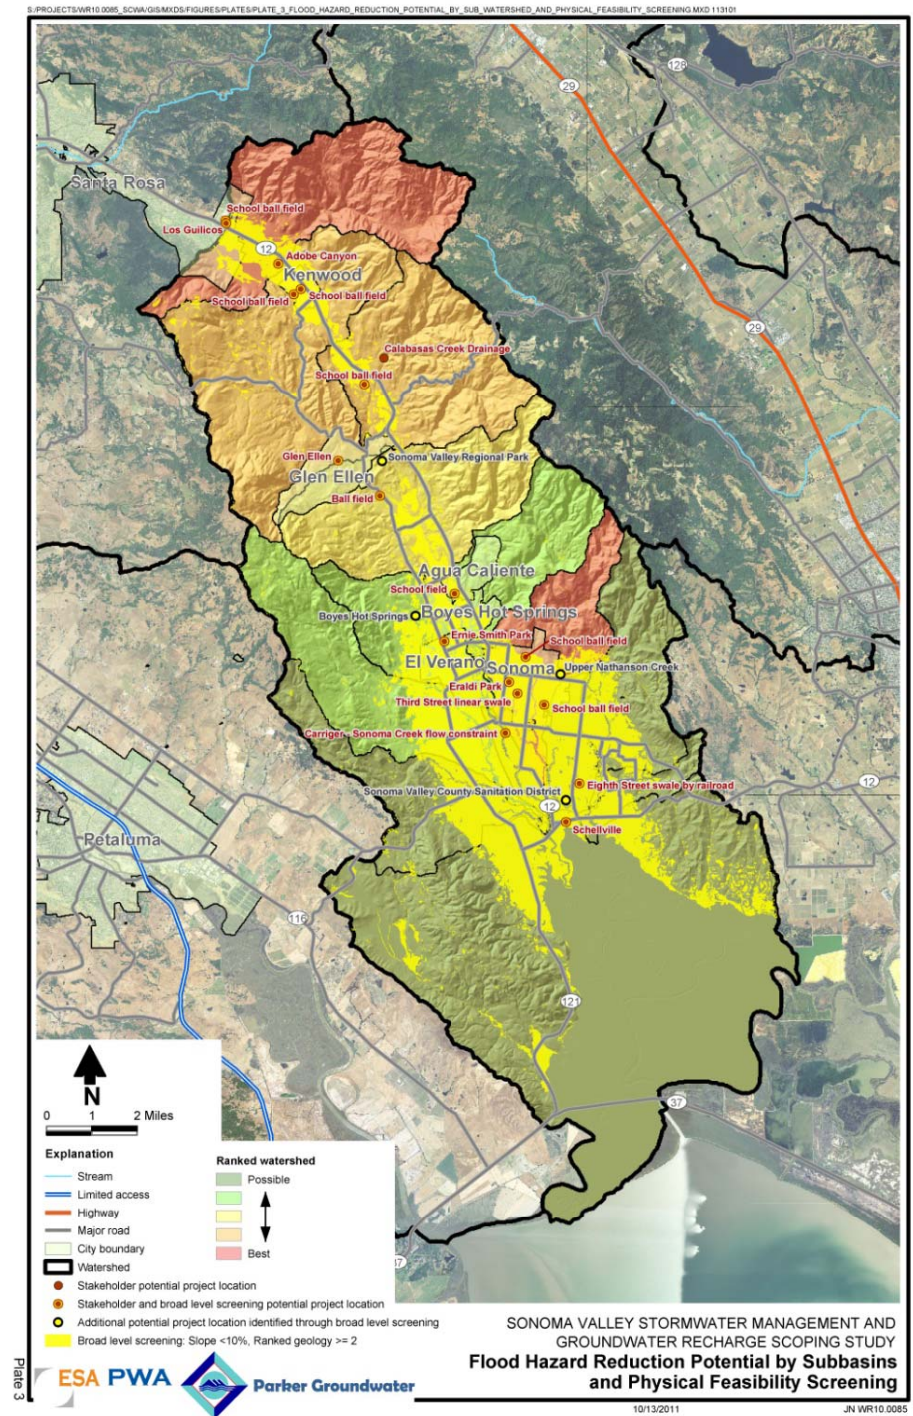 S:/PROJECTS/WR10.0085_SCWA/GIS/MXDS/FIGURES/PLATES/PLATE_3_FLOOD_HAZARD_REDUCTION_POTENTIAL_BY_SUB_WATERSHED_AND_PHYSICAL_FEASIBILITY_SCREENING.MXD 113101
128
29
Santa Rosa
School ball field
Los Guilicos
12
Adobe Canyon
Kenwood
School ball field
School ball field
29
Calabasas Creek Drainage
School ball field
Glen Ellen
Sonoma Valley Regional Park
Glen Ellen
Ball field
Agua Caliente
School field
Boyes Hot Springs
Boyes Hot Springs
Ernie Smith Park
School ball field
El Verano
Sonoma
Upper Nathanson Creek
Eraldi Park
Third Street linear swale
School ball field
Carriger - Sonoma Creek flow constraint
Eighth Street swale by railroad
12
Sonoma Valley County Sanitation District
12
Schellville
Petaluma
116
121
37
N
0 1 2 Miles
Explanation
Stream
Limited access
Highway
Major road
City boundary
Watershed
Ranked watershed
Possible
Best
37
Stakeholder potential project location
Stakeholder and broad level screening potential project location
Additional potential project location identified through broad level screening
Broad level screening: Slope <10%, Ranked geology >= 2
SONOMA VALLEY STORMWATER MANAGEMENT AND
GROUNDWATER RECHARGE SCOPING STUDY
Flood Hazard Reduction Potential by Subbasins
and Physical Feasibility Screening
Plate 3
ESA PWA
Parker Groundwater
10/13/2011
JN WR10.0085